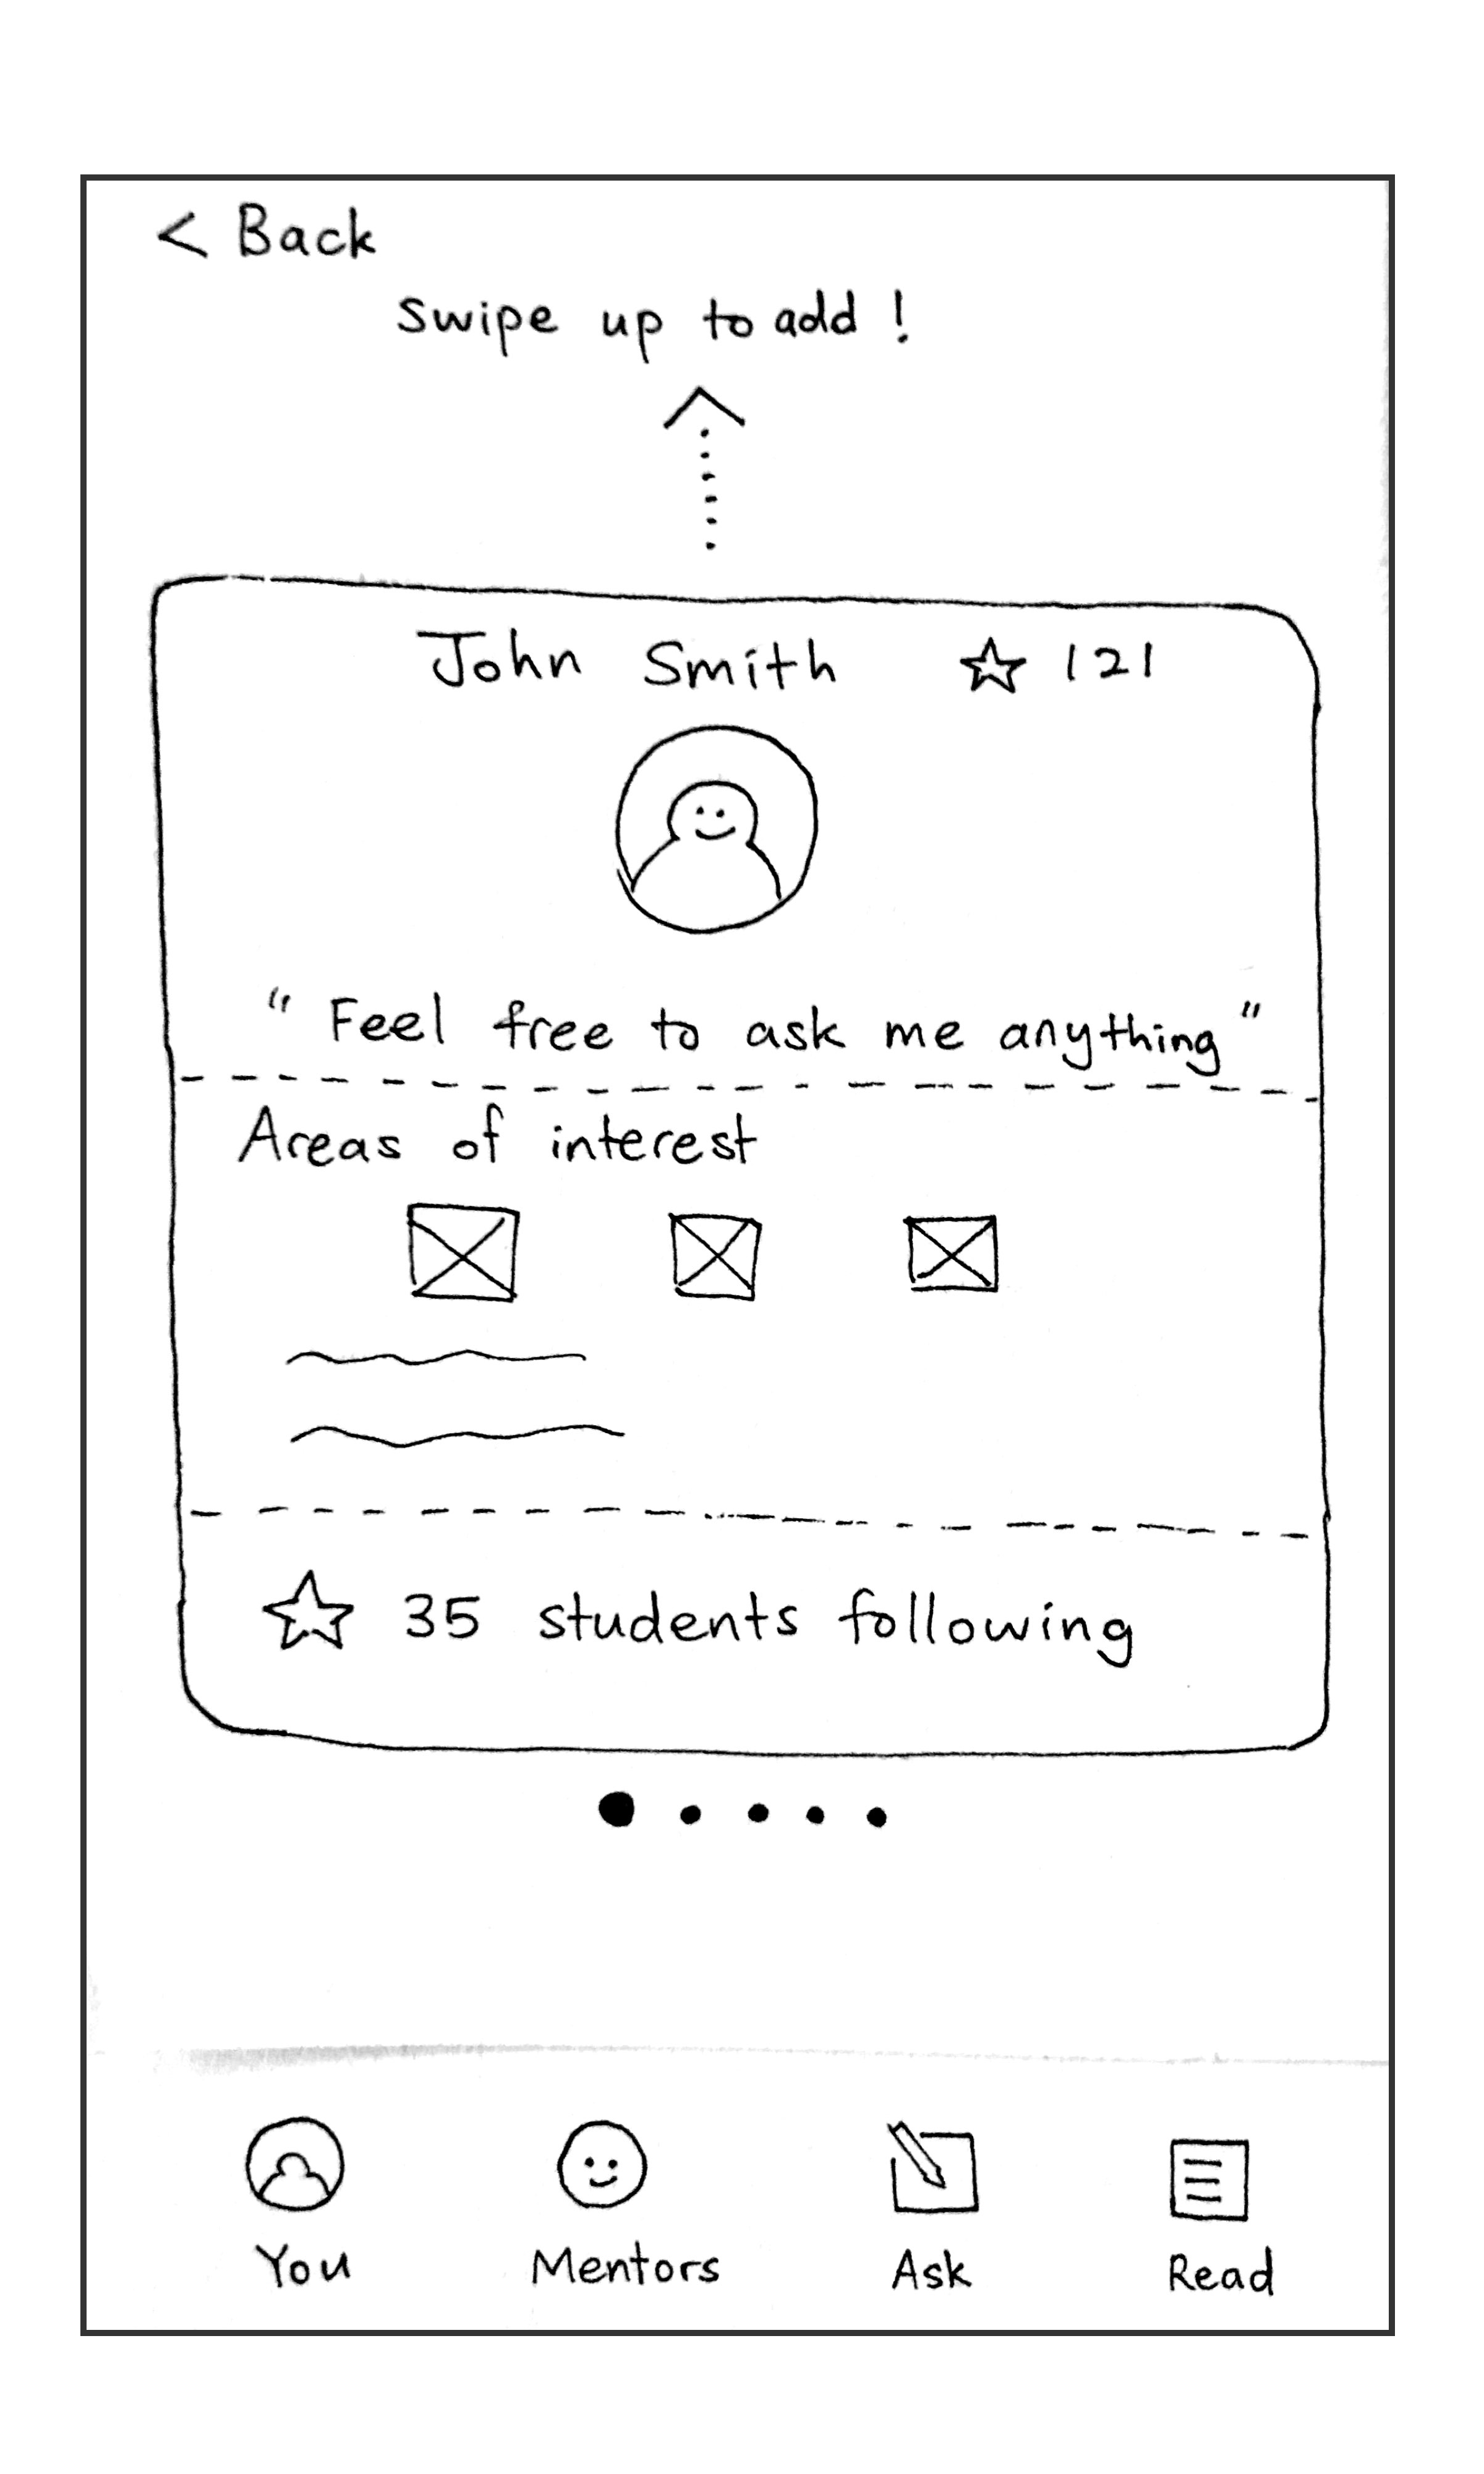 < Back
swipe up to add !
John Smith ☆ 121
“ Feel free to ask me anything ”
Areas of interest
☆ 35 students following
You Mentors Ask Read